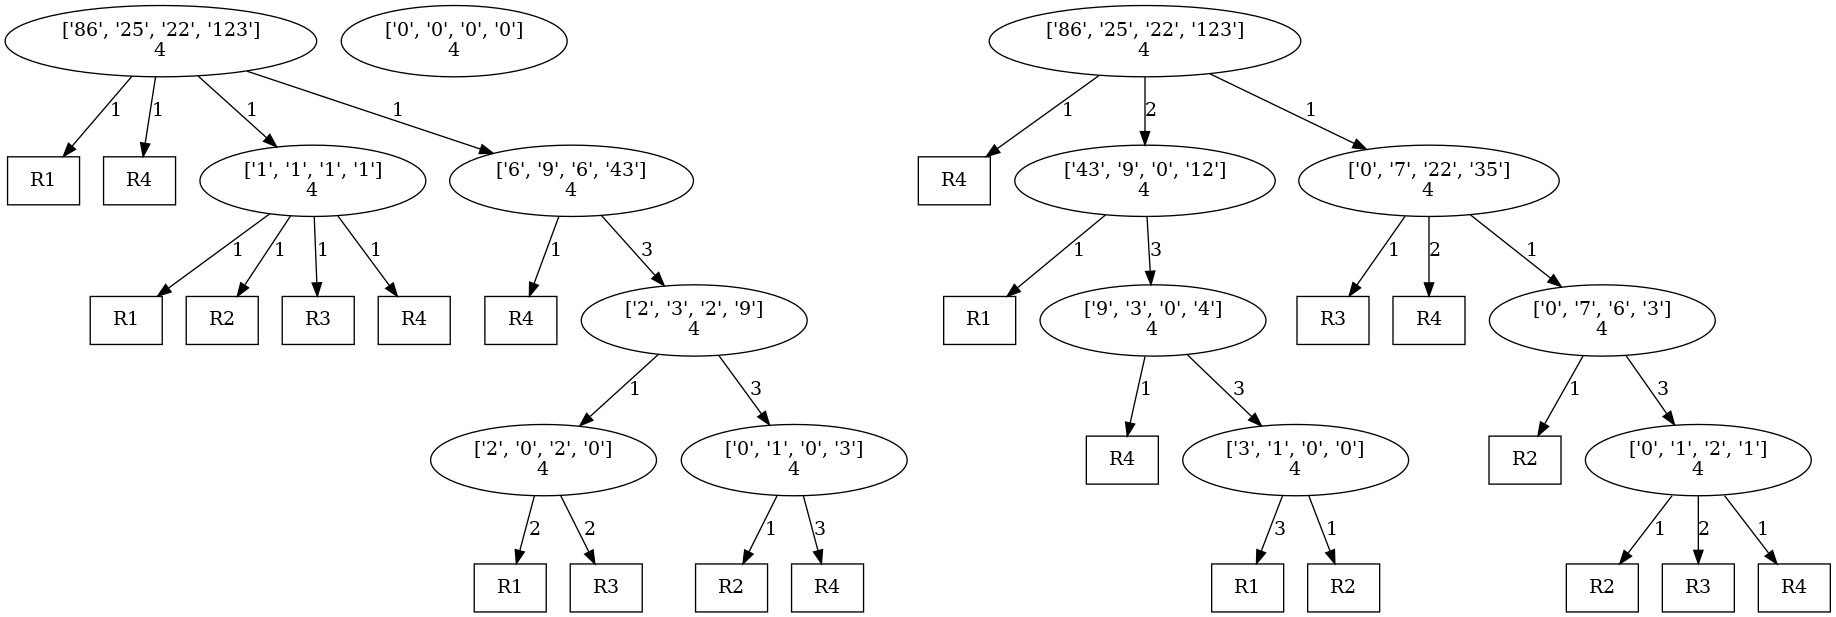 ['86', '25', '22', '123']
4
['0', '0', '0', '0']
4
['86', '25', '22', '123']
4
1
1
1
1
1
2
1
R1
R4
['1', '1', '1', '1']
4
['6', '9', '6', '43']
4
R4
['43', '9', '0', '12']
4
['0', '7', '22', '35']
4
1
1
1
1
1
3
1
3
1
2
1
R1
R2
R3
R4
R4
['2', '3', '2', '9']
4
R1
['9', '3', '0', '4']
4
R3
R4
['0', '7', '6', '3']
4
1
3
1
3
1
3
['2', '0', '2', '0']
4
['0', '1', '0', '3']
4
R4
['3', '1', '0', '0']
4
R2
['0', '1', '2', '1']
4
2
2
1
3
3
1
1
2
1
R1
R3
R2
R4
R1
R2
R2
R3
R4